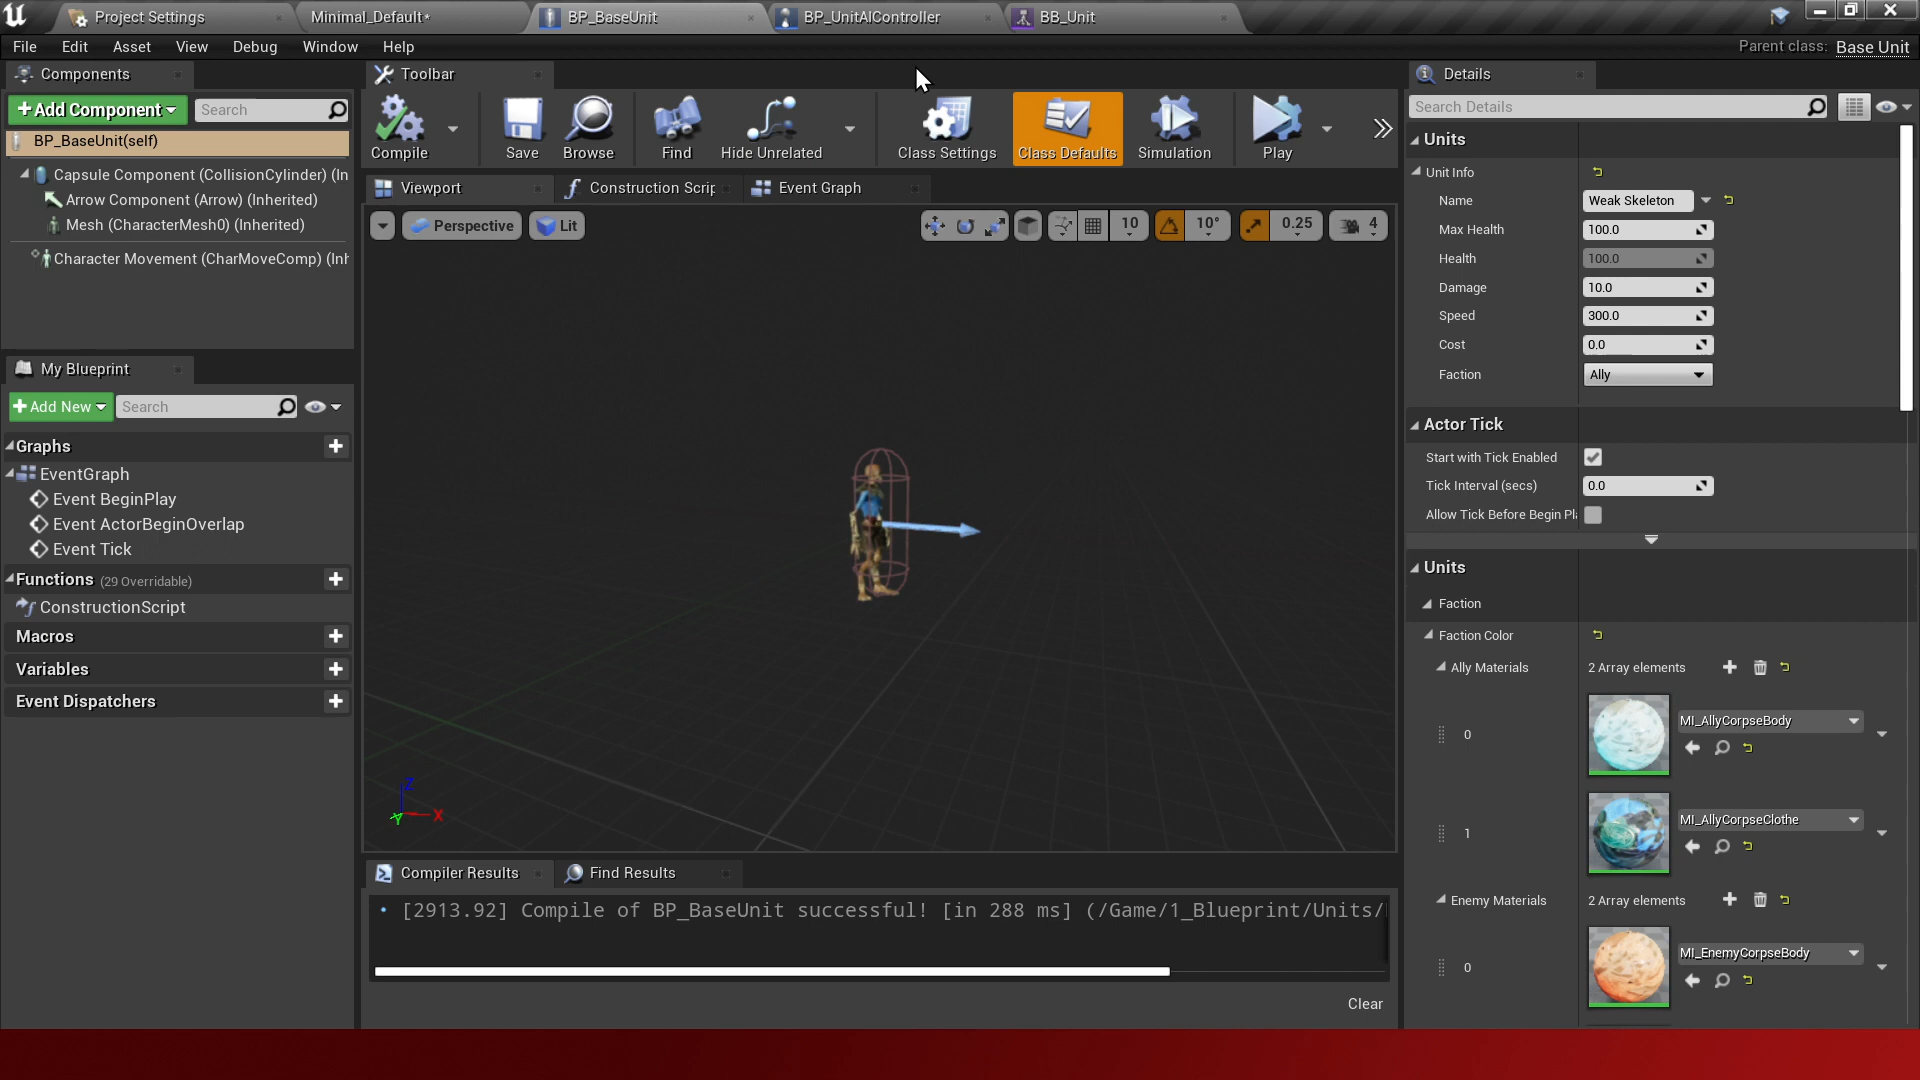 Project Settings
Minimal_Default*
BP_BaseUnit
BP_UnitAIController
BB_Unit
File
Edit
Asset
View
Debug
Window
Help
Parent class:
Base Unit
Components
Add Component
Search
BP_BaseUnit(self)
Capsule Component (CollisionCylinder) (In
Arrow Component (Arrow) (Inherited)
Mesh (CharacterMesh0) (Inherited)
Character Movement (CharMoveComp) (Inh
My Blueprint
Add New
Search
Graphs
EventGraph
Event BeginPlay
Event ActorBeginOverlap
Event Tick
Functions (29 Overridable)
ConstructionScript
Macros
Variables
Event Dispatchers
Toolbar
Compile
Save
Browse
Find
Hide Unrelated
Class Settings
Class Defaults
Simulation
Play
Viewport
Construction Scrip
Event Graph
Perspective
Lit
10
10°
0.25
4
Z
X
Y
Compiler Results
Find Results
[2913.92] Compile of BP_BaseUnit successful! [in 288 ms] (/Game/1_Blueprint/Units/
Clear
Details
Search Details
Units
Unit Info
Name
Weak Skeleton
Max Health
100.0
Health
100.0
Damage
10.0
Speed
300.0
Cost
0.0
Faction
Ally
Actor Tick
Start with Tick Enabled
Tick Interval (secs)
0.0
Allow Tick Before Begin Pl
Units
Faction
Faction Color
Ally Materials
2 Array elements
0
MI_AllyCorpseBody
1
MI_AllyCorpseClothe
Enemy Materials
2 Array elements
0
MI_EnemyCorpseBody